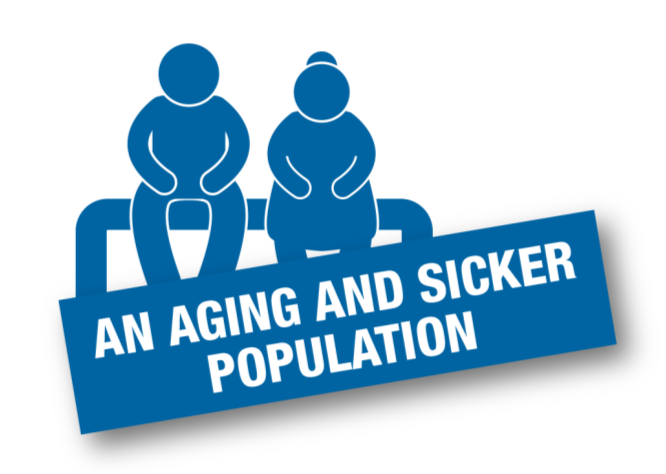 AN AGING AND SICKER
POPULATION